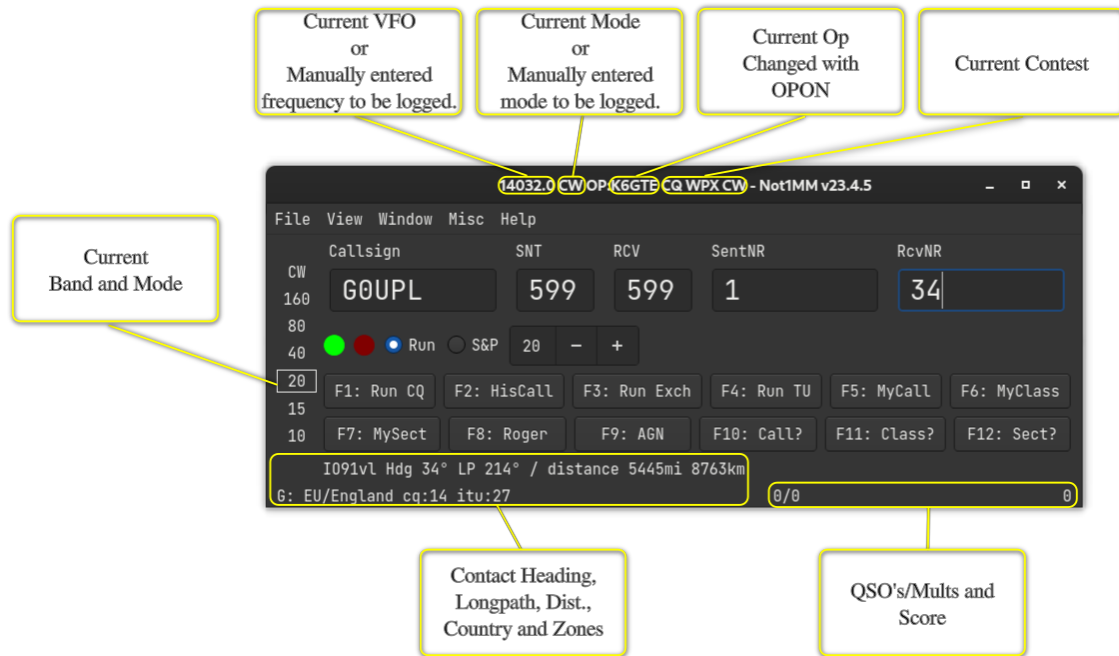 Current VFO
or
Manually entered
frequency to be logged.
Current Mode
or
Manually entered
mode to be logged.
Current Op
Changed with
OPON
Current Contest
14032.0 CW OP:K6GTE CQ WPX CW - Not1MM v23.4.5
File View Window Misc Help
Current
Band and Mode
Callsign SNT RCV SentNR RcvNR
CW
G0UPL 599 599 1 34
160
80
40
Run S&P 20 − +
20
F1: Run CQ F2: HisCall F3: Run Exch F4: Run TU F5: MyCall F6: MyClass
15
10
F7: MySect F8: Roger F9: AGN F10: Call? F11: Class? F12: Sect?
IO91vl Hdg 34° LP 214° / distance 5445mi 8763km
G: EU/England cq:14 itu:27 0/0 0
Contact Heading,
Longpath, Dist.,
Country and Zones
QSO's/Mults and
Score